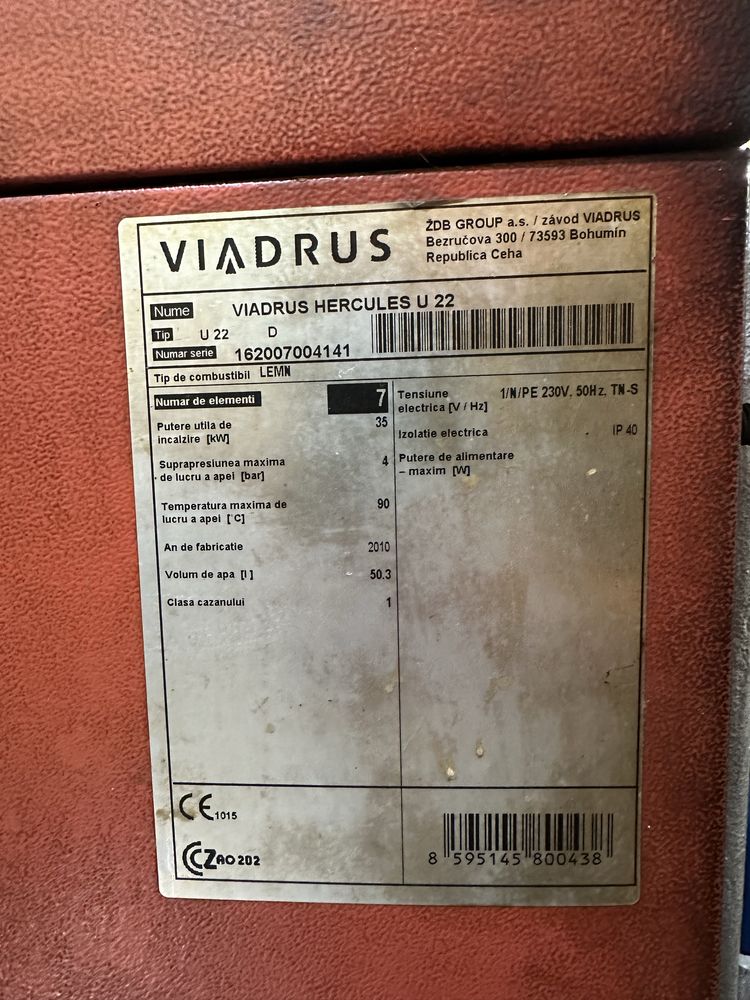 VIADRUS
ŽDB GROUP a.s. / závod VIADRUS
Bezručova 300 / 73593 Bohumín
Republica Ceha
Nume VIADRUS HERCULES U 22
Tip U 22 D
Numar serie 162007004141
Tip de combustibil LEMN
Numar de elementi 7
Putere utila de
incalzire [kW] 35
Suprapresiunea maxima
de lucru a apei [bar] 4
Temperatura maxima de
lucru a apei [°C] 90
An de fabricatie 2010
Volum de apa [l] 50.3
Clasa cazanului 1
Tensiune
electrica [V / Hz] 1/N/PE 230V, 50Hz, TN-S
Izolatie electrica IP 40
Putere de alimentare
– maxim [W]
CE 1015
CCZ AO 202
8 595145 800438